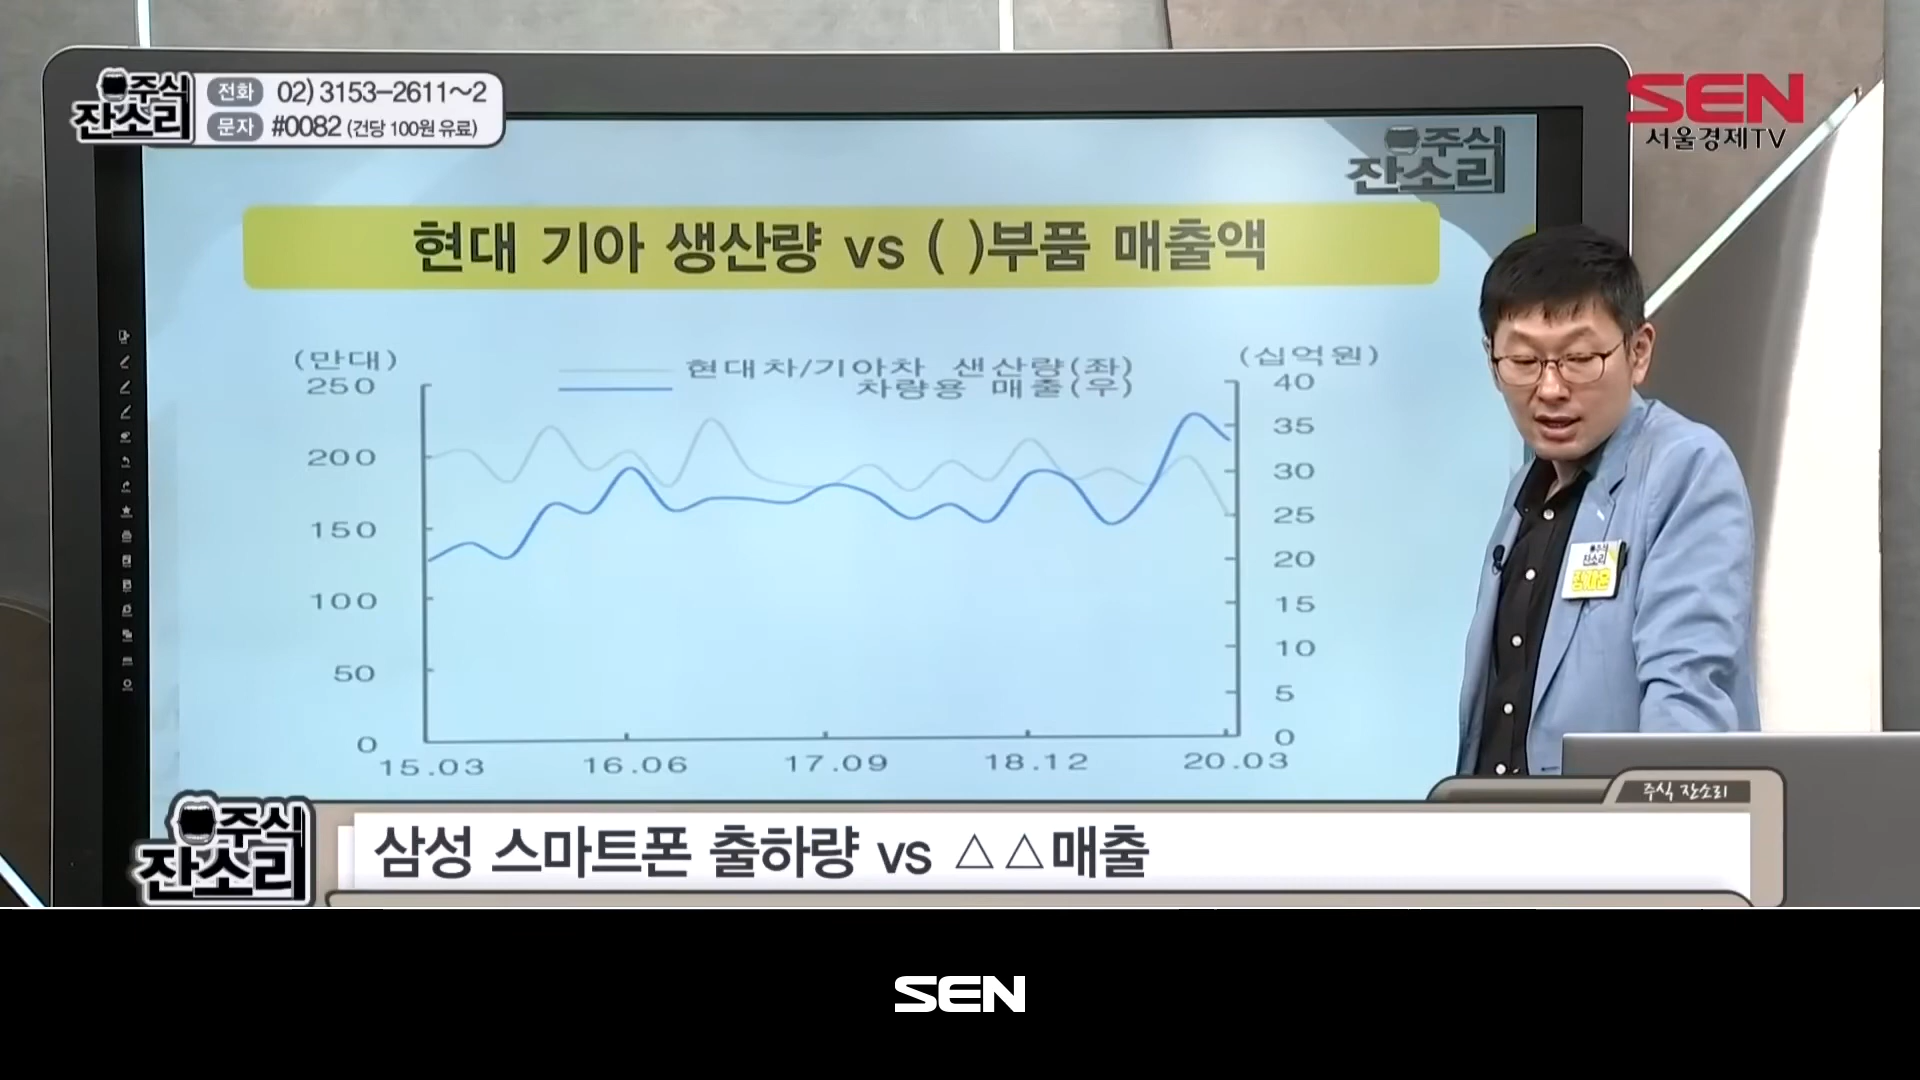 주식
잔소리
전화 02) 3153-2611~2
문자 #0082 (건당 100원 유료)
SEN
서울경제TV
주식
잔소리
현대 기아 생산량 vs ( )부품 매출액
(만대)
(십억원)
현대차/기아차 생산량(좌)
차량용 매출(우)
250
200
150
100
50
0
40
35
30
25
20
15
10
5
0
15.03 16.06 17.09 18.12 20.03
주식
잔소리
주식 잔소리
주식
잔소리
삼성 스마트폰 출하량 vs △△매출
SEN